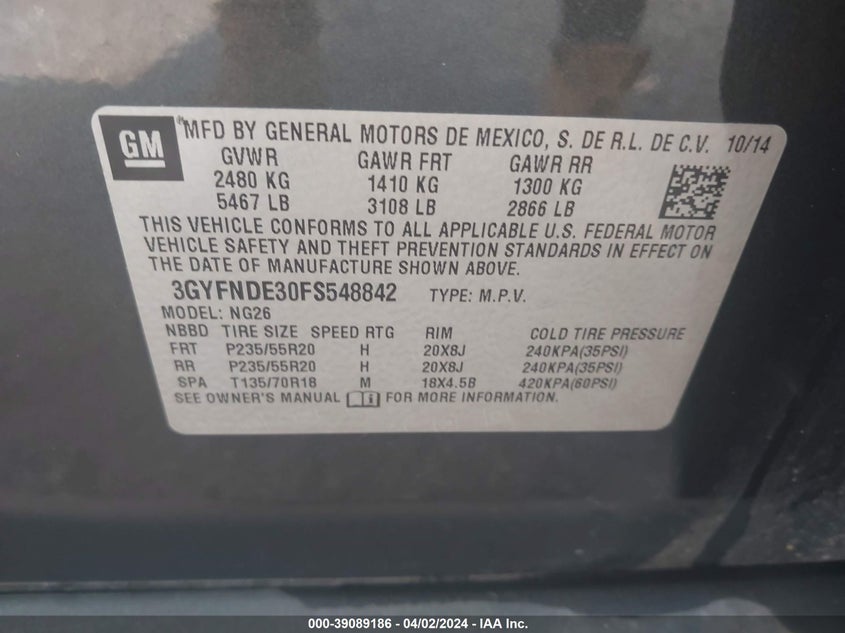 GM
MFD BY GENERAL MOTORS DE MEXICO, S. DE R.L. DE C.V. 10/14
GVWR GAWR FRT GAWR RR
2480 KG 1410 KG 1300 KG
5467 LB 3108 LB 2866 LB
THIS VEHICLE CONFORMS TO ALL APPLICABLE U.S. FEDERAL MOTOR
VEHICLE SAFETY AND THEFT PREVENTION STANDARDS IN EFFECT ON
THE DATE OF MANUFACTURE SHOWN ABOVE.
3GYFNDE30FS548842 TYPE: M.P.V.
MODEL: NG26
NBBD TIRE SIZE SPEED RTG RIM COLD TIRE PRESSURE
FRT P235/55R20 H 20X8J 240KPA(35PSI)
RR P235/55R20 H 20X8J 240KPA(35PSI)
SPA T135/70R18 M 18X4.5B 420KPA(60PSI)
SEE OWNER'S MANUAL FOR MORE INFORMATION.
000-39089186 - 04/02/2024 - IAA Inc.